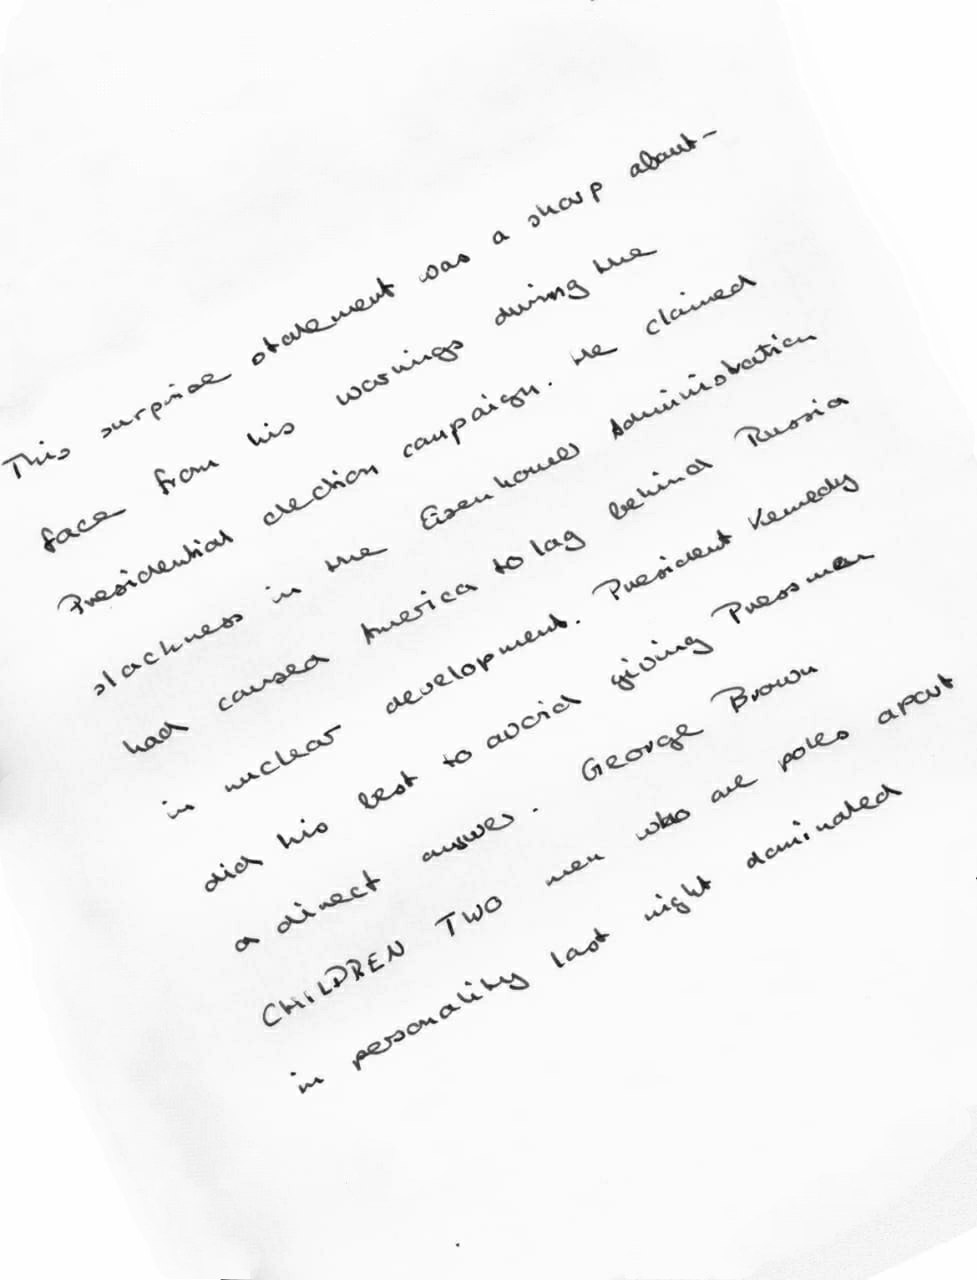 This surprise statement was a sharp about-
face from his warnings during the
Presidential election campaign. He claimed
slackness in the Eisenhower Administration
had caused America to lag behind Russia
in nuclear development. President Kennedy
did his best to avoid giving Pressmen
a direct answer. George Brown
CHILDREN TWO men who are poles apart
in personality last night dominated